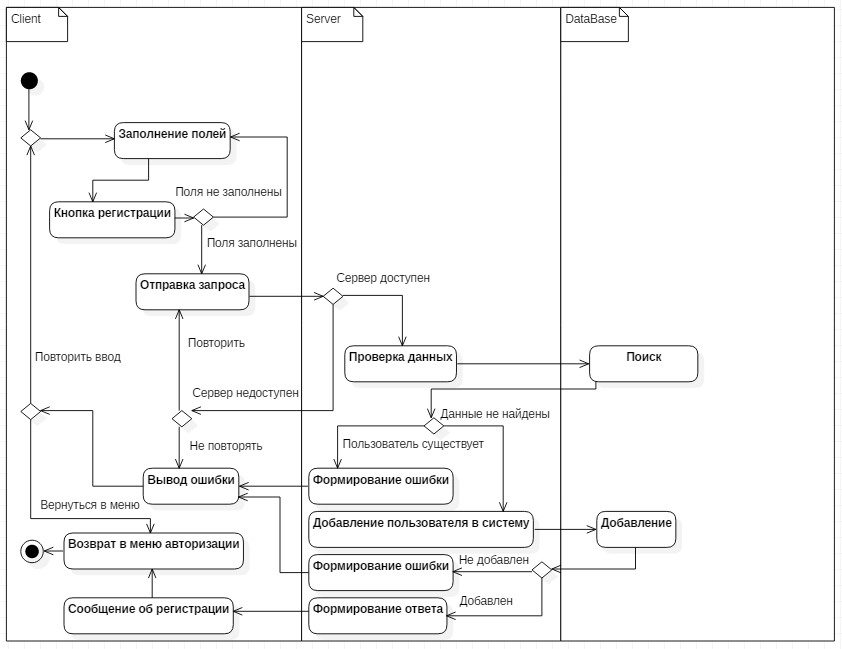 Client
Server
DataBase
Заполнение полей
Поля не заполнены
Кнопка регистрации
Поля заполнены
Сервер доступен
Отправка запроса
Повторить
Проверка данных
Поиск
Повторить ввод
Сервер недоступен
Данные не найдены
Не повторять
Пользователь существует
Вывод ошибки
Формирование ошибки
Вернуться в меню
Добавление пользователя в систему
Добавление
Возврат в меню авторизации
Не добавлен
Формирование ошибки
Добавлен
Сообщение об регистрации
Формирование ответа